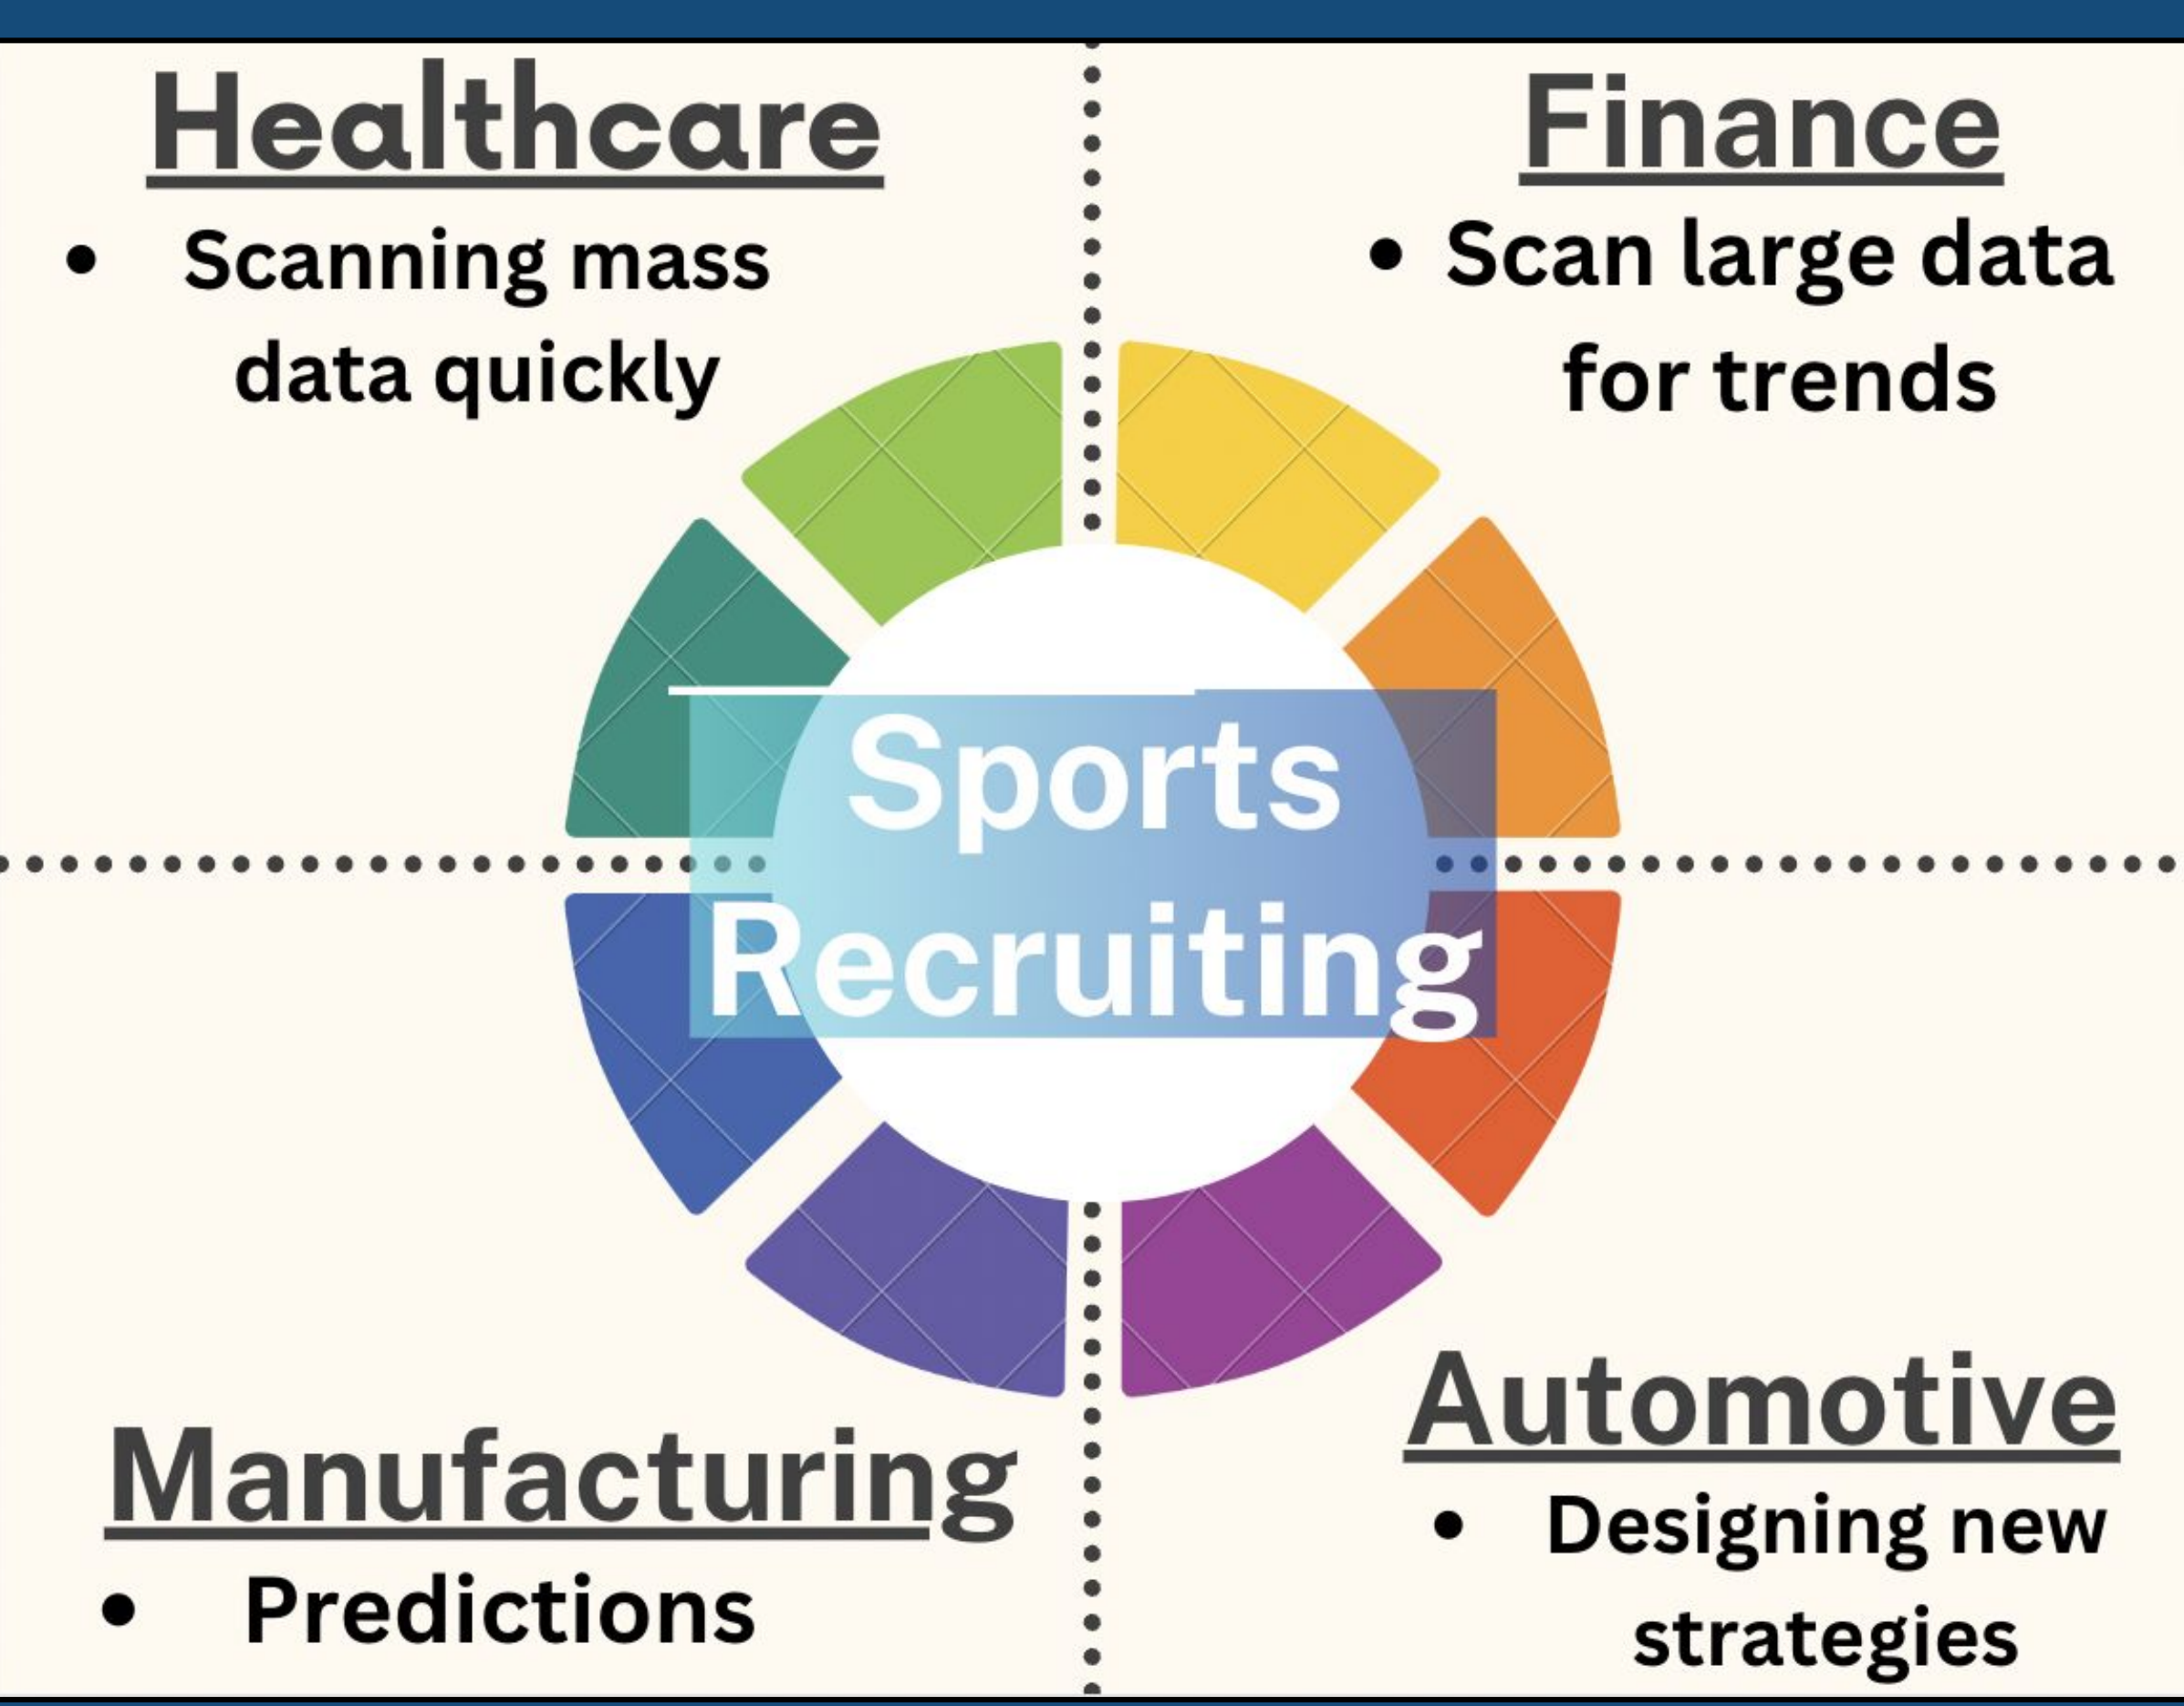 Healthcare
• Scanning mass
data quickly
Finance
• Scan large data
for trends
Sports
Recruiting
Manufacturing
• Predictions
Automotive
• Designing new
strategies